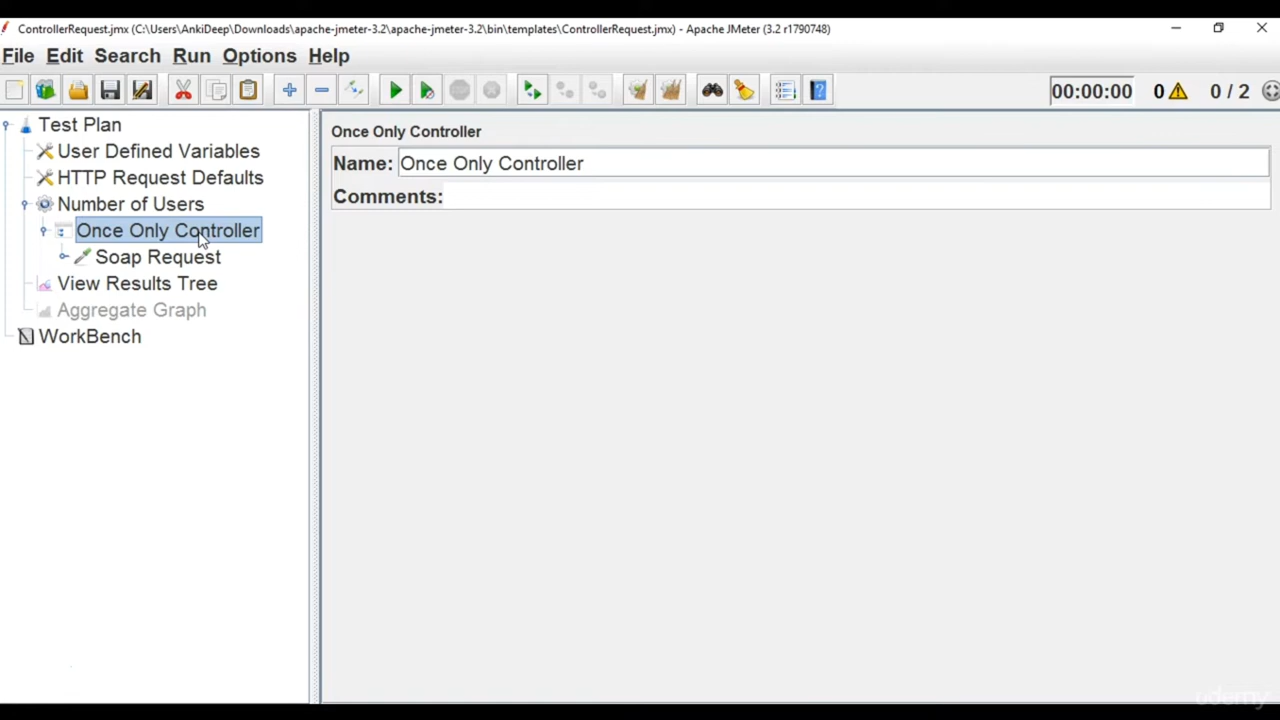 ControllerRequest.jmx (C:\Users\AnkiDeep\Downloads\apache-jmeter-3.2\apache-jmeter-3.2\bin\templates\ControllerRequest.jmx) - Apache JMeter (3.2 r1790748)
File Edit Search Run Options Help
00:00:00 0 0 / 2
Test Plan
User Defined Variables
HTTP Request Defaults
Number of Users
Once Only Controller
Soap Request
View Results Tree
Aggregate Graph
WorkBench
Once Only Controller
Name: Once Only Controller
Comments:
udemy